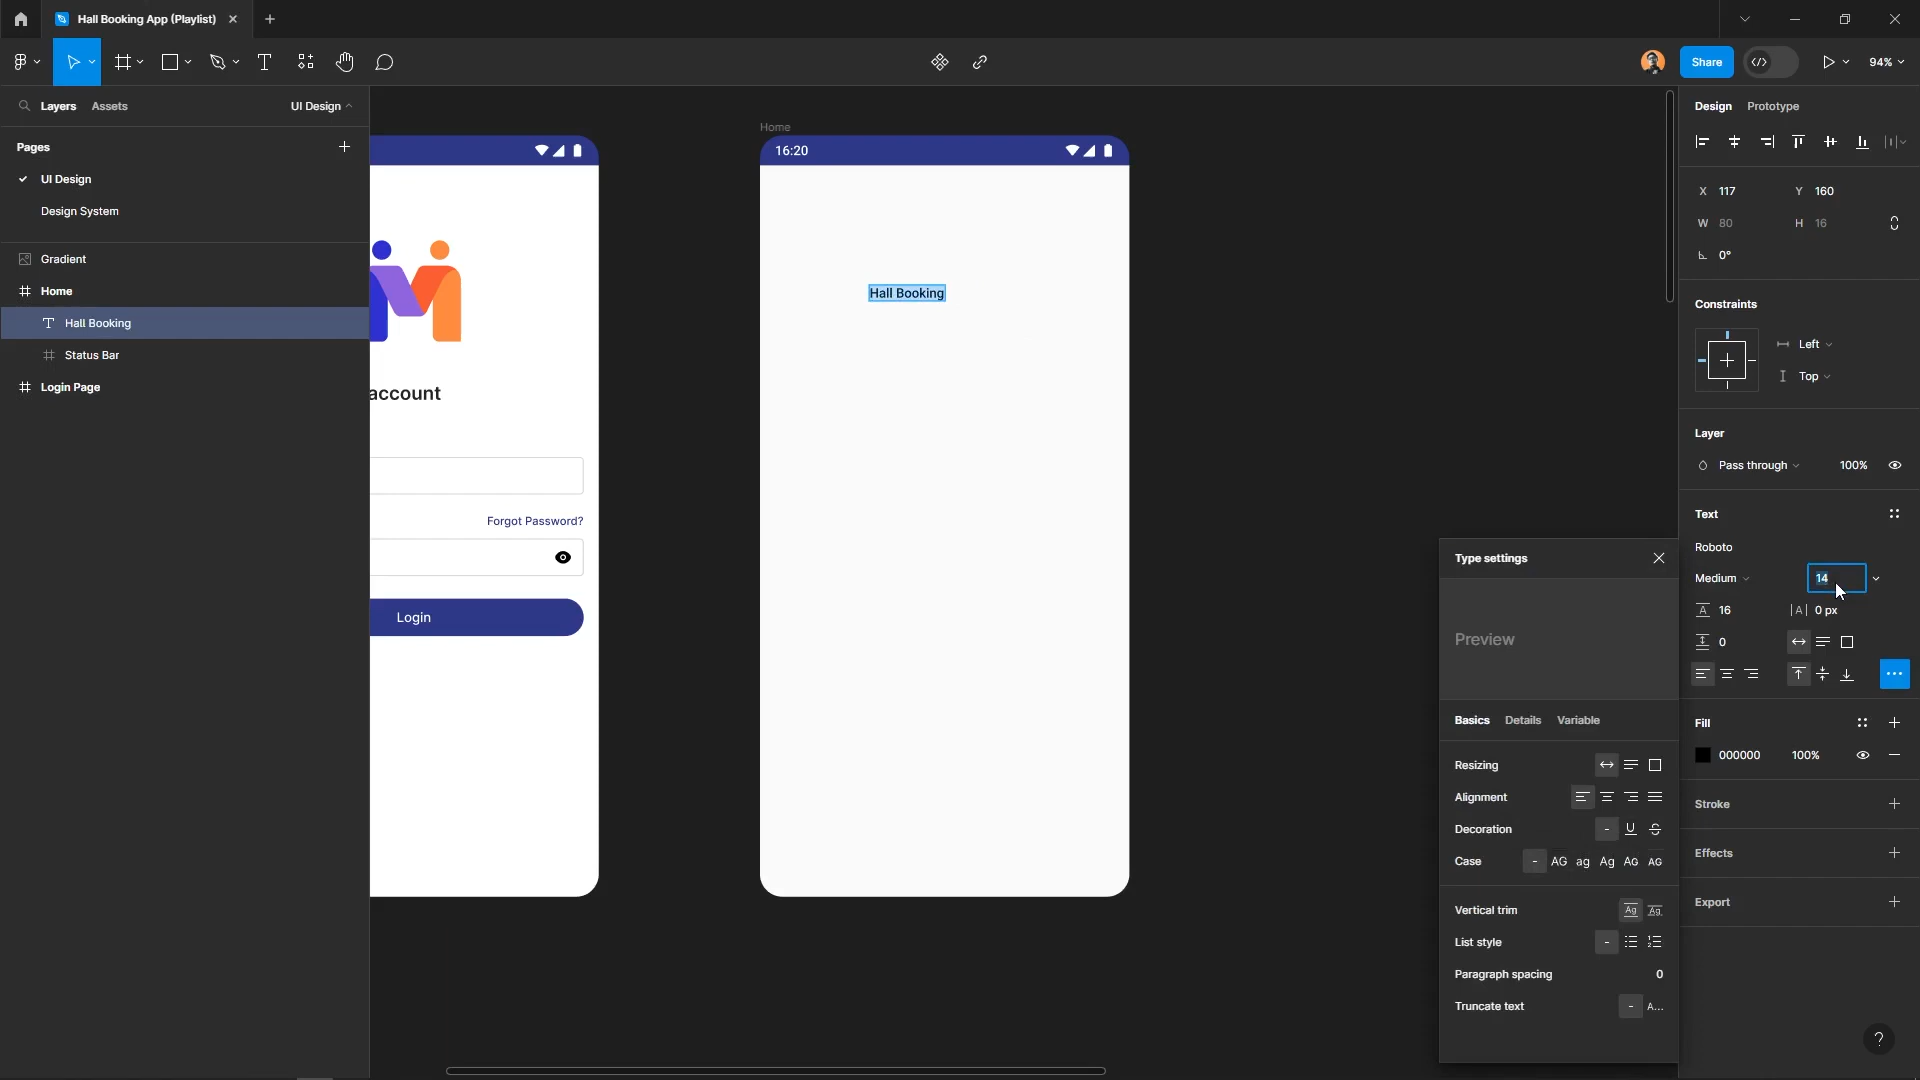 Hall Booking App (Playlist)
Share
94%
Layers
Assets
UI Design
Design
Prototype
Pages
UI Design
Design System
Gradient
Home
Hall Booking
Status Bar
Login Page
account
Forgot Password?
Login
Home
16:20
Hall Booking
X 117
Y 160
W 80
H 16
0°
Constraints
Left
Top
Layer
Pass through
100%
Text
Roboto
Medium
14
16
|A| 0 px
0
Fill
000000
100%
Stroke
Effects
Export
Type settings
Preview
Basics
Details
Variable
Resizing
Alignment
Decoration
- U S
Case
- AG ag Ag AG AG
Vertical trim
Ag Ag
List style
-
Paragraph spacing
0
Truncate text
- A...
?